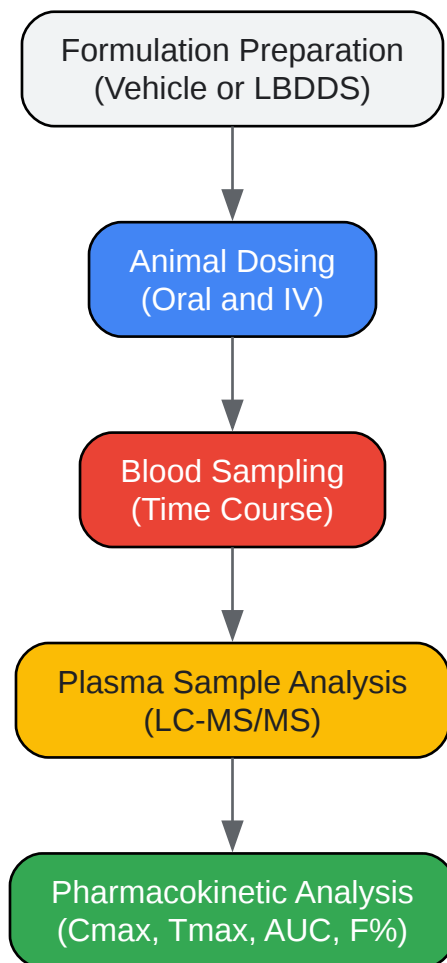 Formulation Preparation
(Vehicle or LBDDS)
Animal Dosing
(Oral and IV)
Blood Sampling
(Time Course)
Plasma Sample Analysis
(LC-MS/MS)
Pharmacokinetic Analysis
(Cmax, Tmax, AUC, F%)